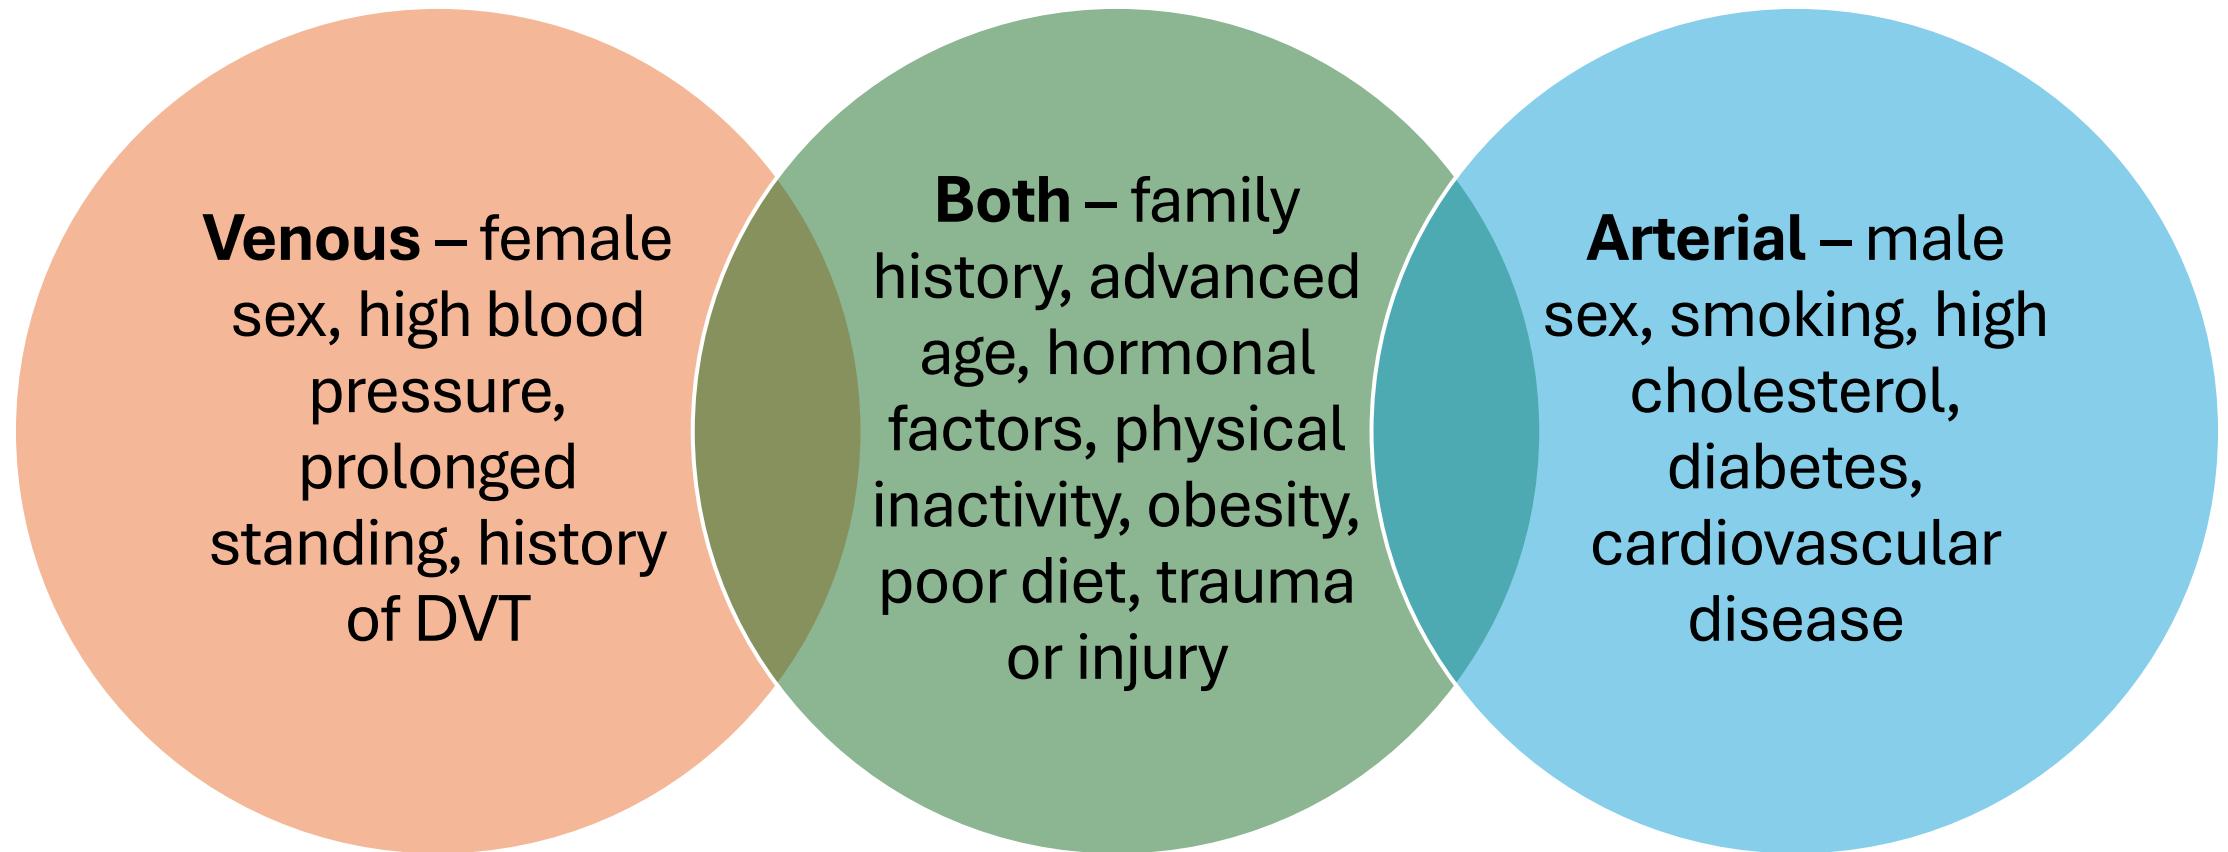 Venous – female
sex, high blood
pressure,
prolonged
standing, history
of DVT
Both – family
history, advanced
age, hormonal
factors, physical
inactivity, obesity,
poor diet, trauma
or injury
Arterial – male
sex, smoking, high
cholesterol,
diabetes,
cardiovascular
disease